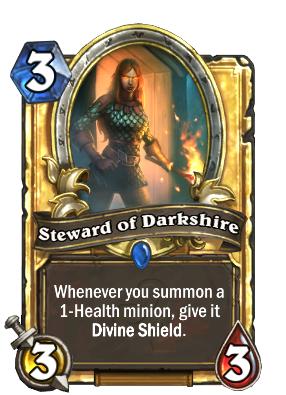 3
Steward of Darkshire
Whenever you summon a
1-Health minion, give it
Divine Shield.
3
3